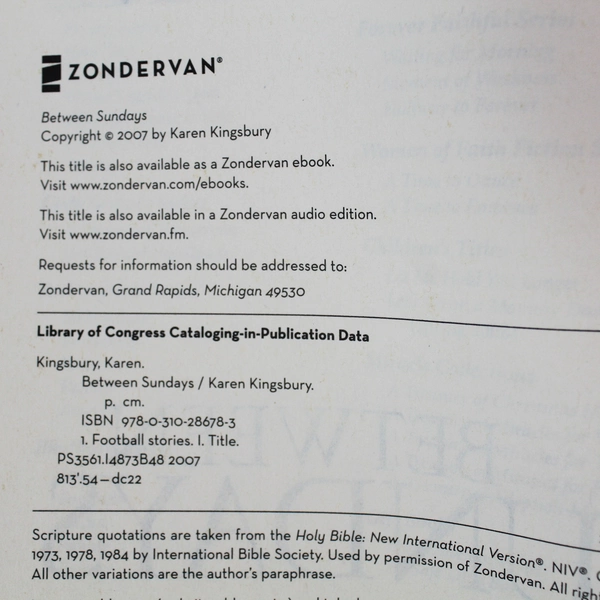 ZONDERVAN®
Between Sundays
Copyright © 2007 by Karen Kingsbury
This title is also available as a Zondervan ebook.
Visit www.zondervan.com/ebooks.
This title is also available in a Zondervan audio edition.
Visit www.zondervan.fm.
Requests for information should be addressed to:
Zondervan, Grand Rapids, Michigan 49530
Library of Congress Cataloging-in-Publication Data
Kingsbury, Karen.
Between Sundays / Karen Kingsbury.
p. cm.
ISBN 978-0-310-28678-3
1. Football stories. I. Title.
PS3561.I4873B48 2007
813'.54—dc22
Scripture quotations are taken from the Holy Bible: New International Version®. NIV®.
1973, 1978, 1984 by International Bible Society. Used by permission of Zondervan. All
All other variations are the author's paraphrase.